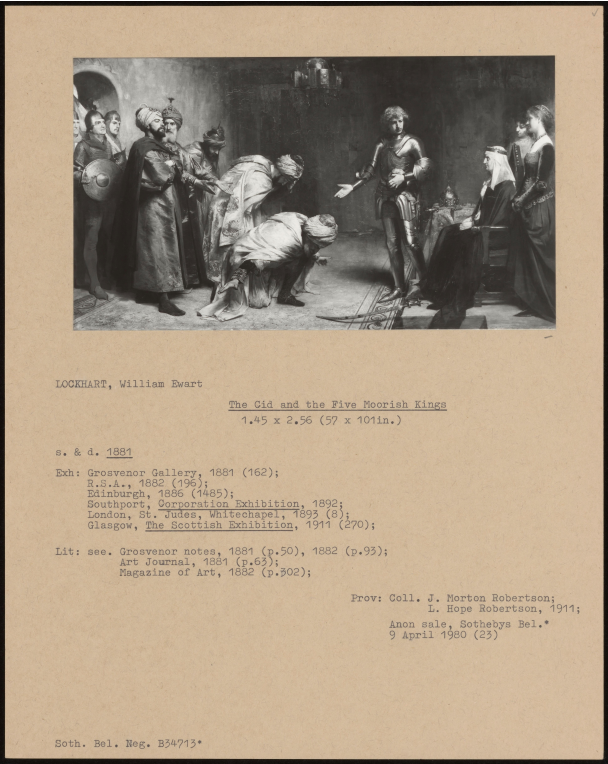 LOCKHART, William Ewart
The Cid and the Five Moorish Kings
1.45 x 2.56 (57 x 101in.)
s. & d. 1881
Exh: Grosvenor Gallery, 1881 (162);
R.S.A., 1882 (196);
Edinburgh, 1886 (1485);
Southport, Corporation Exhibition, 1892;
London, St. Judes, Whitechapel, 1893 (8);
Glasgow, The Scottish Exhibition, 1911 (270);
Lit: see. Grosvenor notes, 1881 (p.50), 1882 (p.93);
Art Journal, 1881 (p.63);
Magazine of Art, 1882 (p.302);
Prov: Coll. J. Morton Robertson;
L. Hope Robertson, 1911;
Anon sale, Sothebys Bel.*
9 April 1980 (23)
Soth. Bel. Neg. B34713*